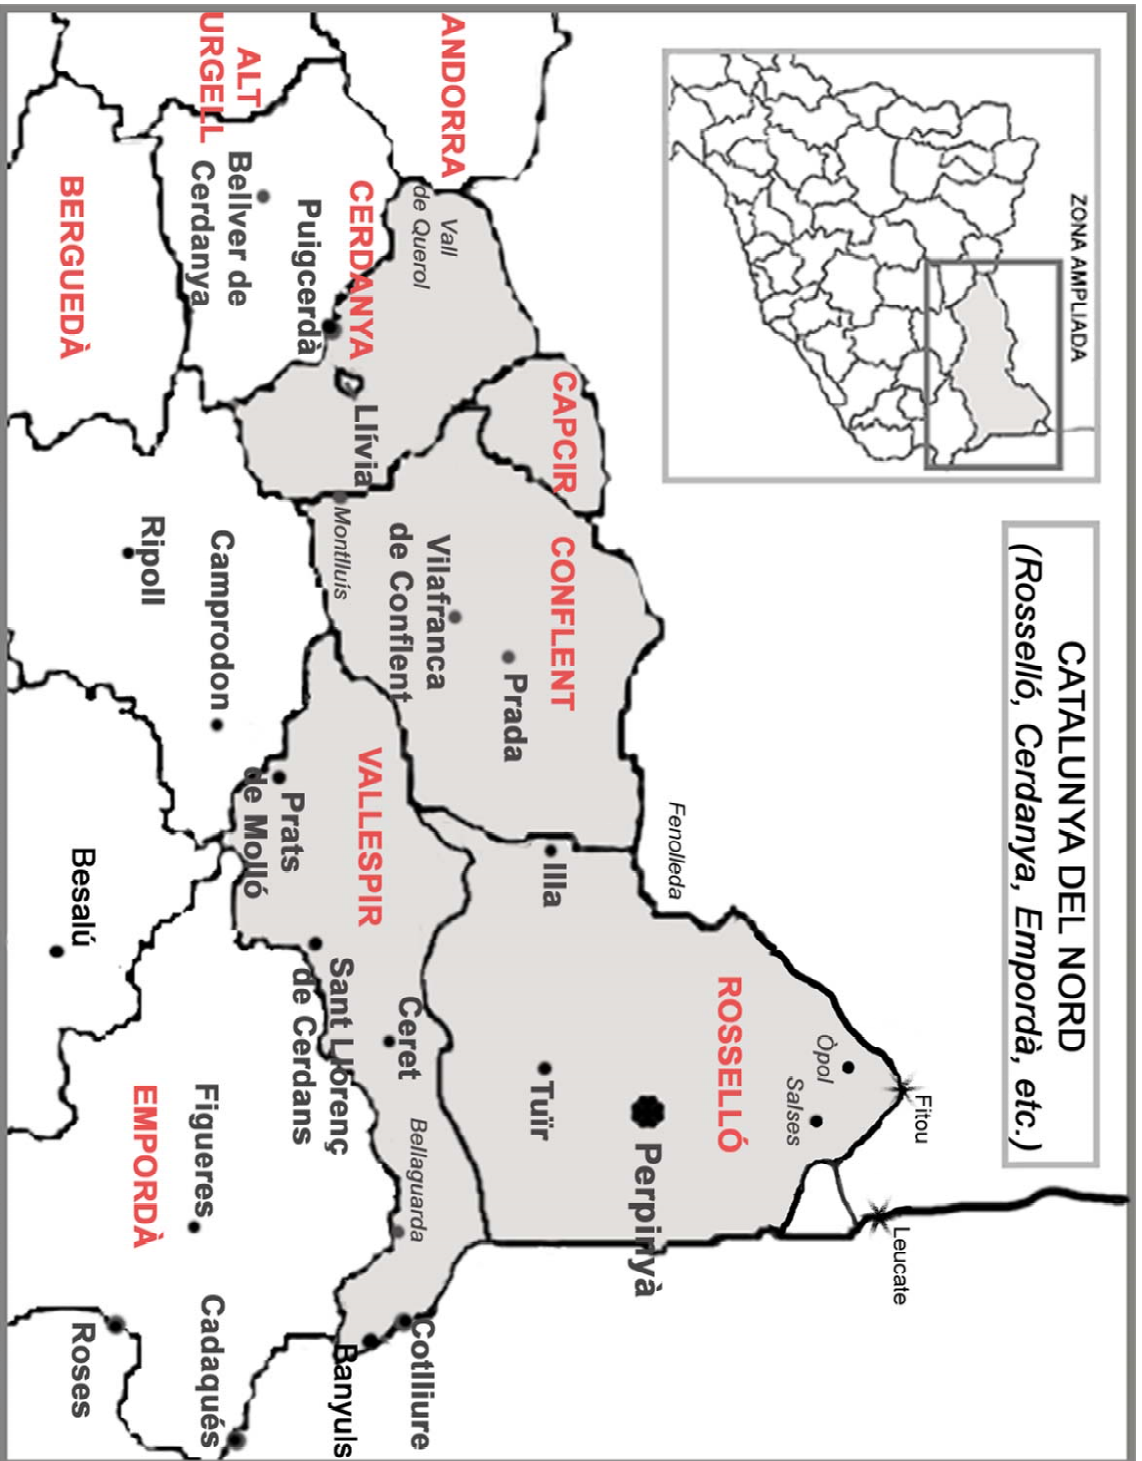 ZONA AMPLIADA
CATALUNYA DEL NORD
(Rosselló, Cerdanya, Empordà, etc.)
Fitou
Leucate
Òpol
Salses
ROSSELLÓ
Fenolleda
Perpinyà
CAPCIR
CONFLENT
Illa
Tuïr
Prada
ANDORRA
Vall
de Querol
Vilafranca
de Conflent
CERDANYA
Llívia
Montlluís
VALLESPIR
Ceret
Bellaguarda
Cotlliure
Banyuls
Puigcerdà
Sant Llorenç
de Cerdans
Prats
de Molló
ALT
URGELL
Bellver de
Cerdanya
Camprodon
Figueres
Cadaqués
EMPORDÀ
Ripoll
BERGUEDÀ
Besalú
Roses